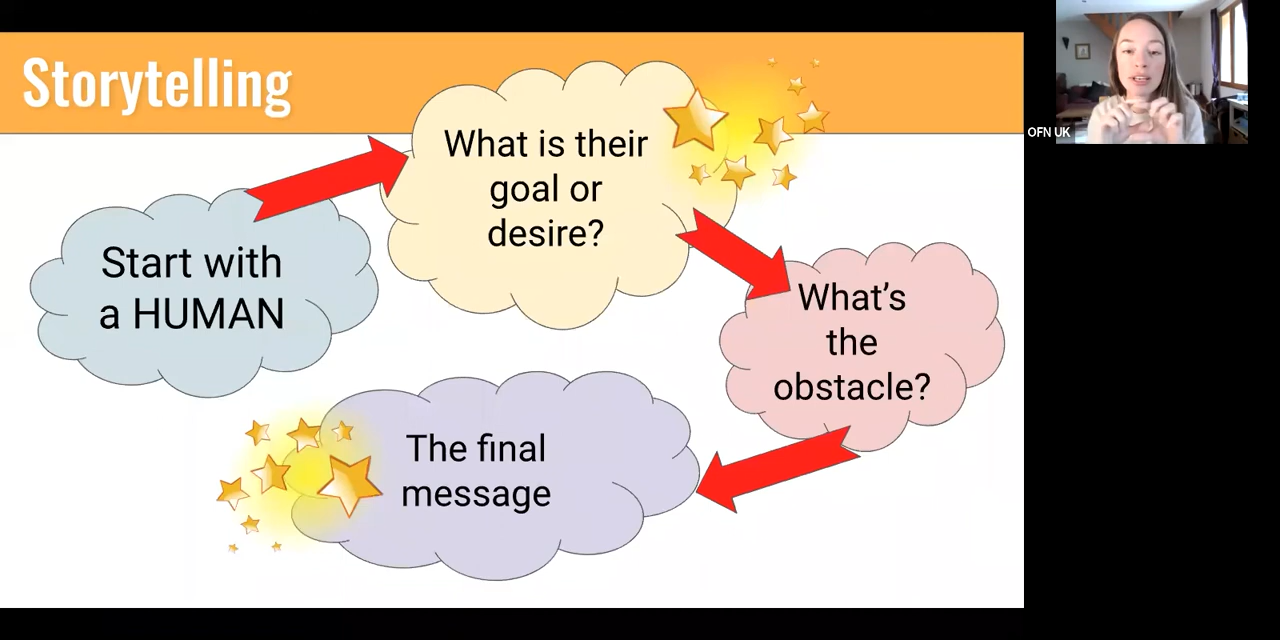 Storytelling
Start with
a HUMAN
What is their
goal or
desire?
What’s
the
obstacle?
The final
message
OFN UK